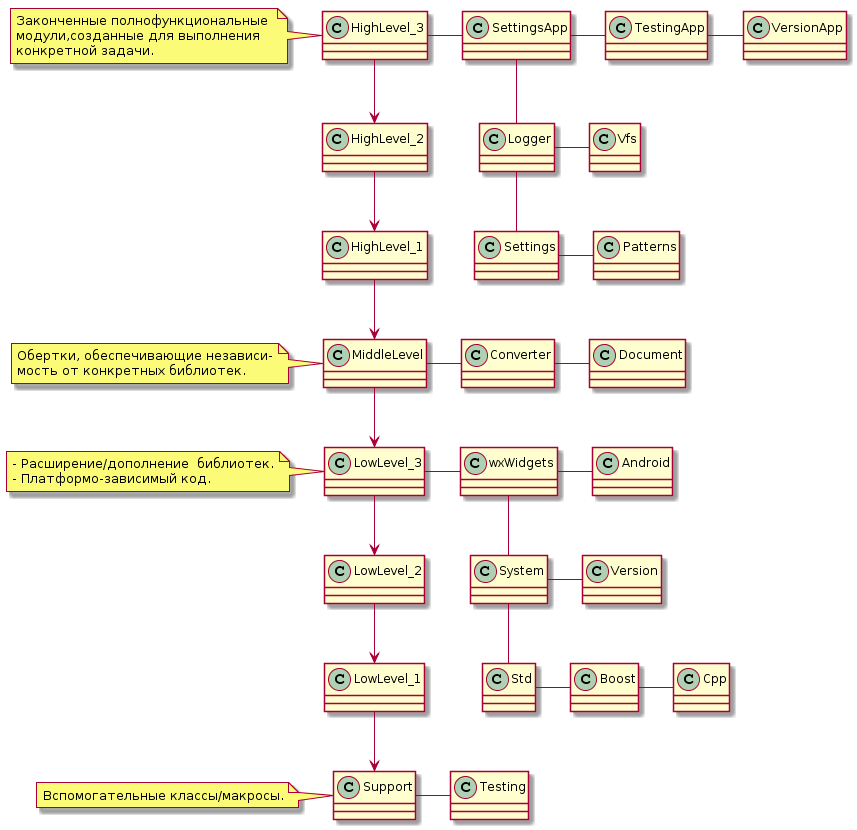 Законченные полнофункциональные
модули,созданные для выполнения
конкретной задачи.
C HighLevel_3
C SettingsApp
C TestingApp
C VersionApp
C HighLevel_2
C Logger
C Vfs
C HighLevel_1
C Settings
C Patterns
Обертки, обеспечивающие независи-
мость от конкретных библиотек.
C MiddleLevel
C Converter
C Document
- Расширение/дополнение  библиотек.
- Платформо-зависимый код.
C LowLevel_3
C wxWidgets
C Android
C LowLevel_2
C System
C Version
C LowLevel_1
C Std
C Boost
C Cpp
Вспомогательные классы/макросы.
C Support
C Testing